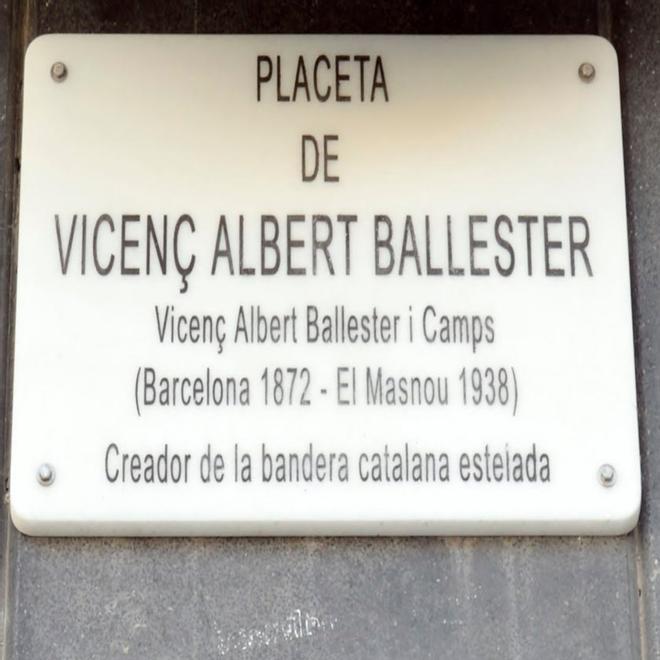 PLACETA
DE
VICENÇ ALBERT BALLESTER
Vicenç Albert Ballester i Camps
(Barcelona 1872 - El Masnou 1938)
Creador de la bandera catalana estelada